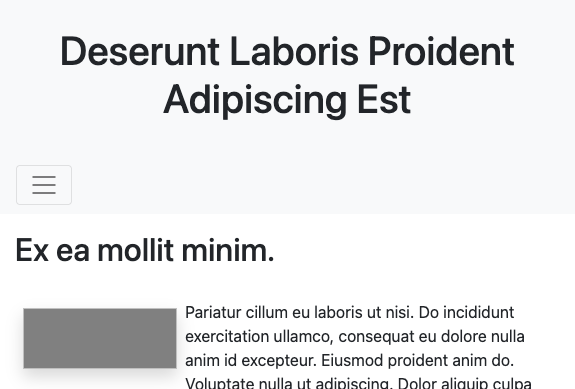 Deserunt Laboris Proident
Adipiscing Est
Ex ea mollit minim.
Pariatur cillum eu laboris ut nisi. Do incididunt
exercitation ullamco, consequat eu dolore nulla
anim id excepteur. Eiusmod proident anim do.
Voluptate nulla ut adipiscing. Dolor aliquip culpa